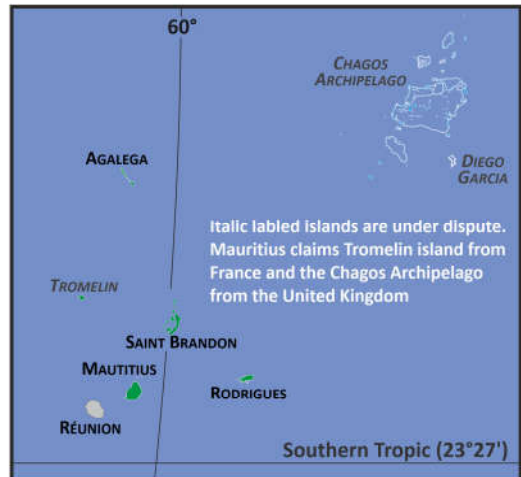 60°
CHAGOS
ARCHIPELAGO
AGALEGA
DIEGO
GARCIA
Italic labled islands are under dispute.
Mauritius claims Tromelin island from
France and the Chagos Archipelago
from the United Kingdom
TROMELIN
SAINT BRANDON
MAUTITIUS
RODRIGUES
RÉUNION
Southern Tropic (23°27')